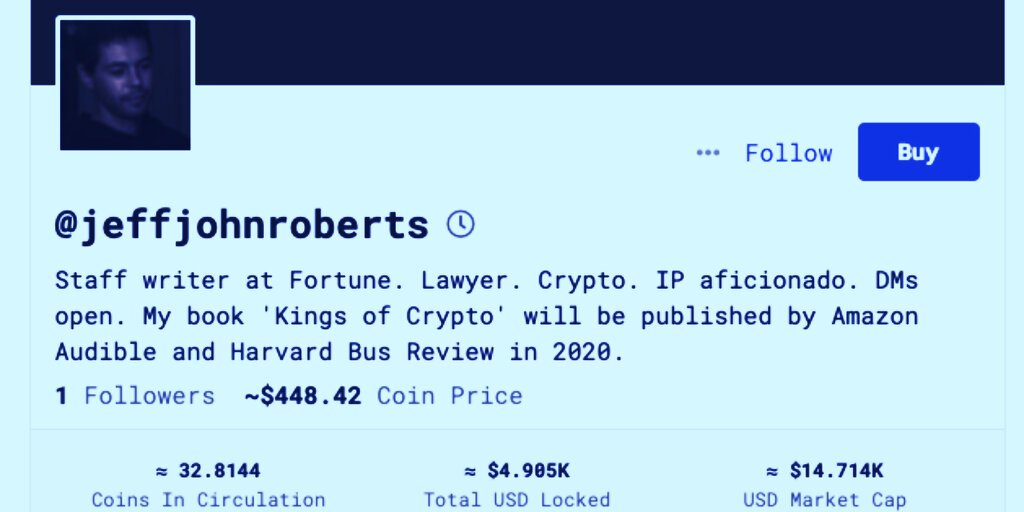 ••• Follow Buy
@jeffjohnroberts
Staff writer at Fortune. Lawyer. Crypto. IP aficionado. DMs
open. My book 'Kings of Crypto' will be published by Amazon
Audible and Harvard Bus Review in 2020.
1 Followers ~$448.42 Coin Price
≈ 32.8144 ≈ $4.905K ≈ $14.714K
Coins In Circulation Total USD Locked USD Market Cap